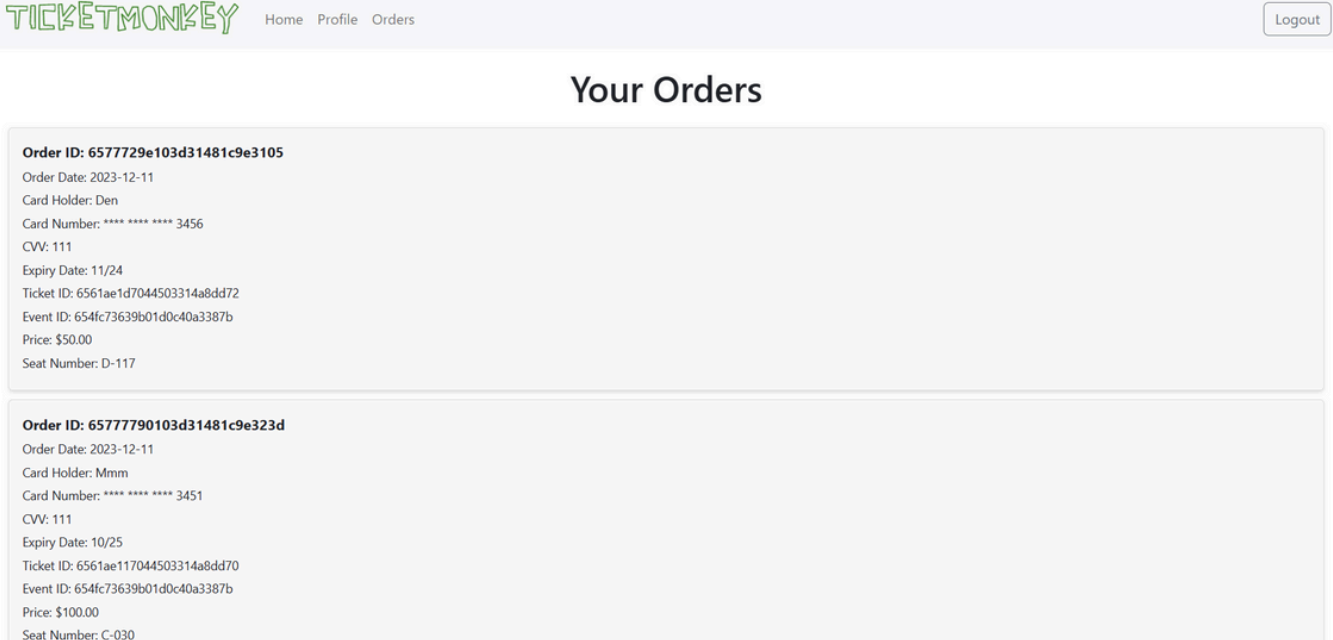 TICKETMONKEY Home Profile Orders Logout
Your Orders
Order ID: 6577729e103d31481c9e3105
Order Date: 2023-12-11
Card Holder: Den
Card Number: **** **** **** 3456
CVV: 111
Expiry Date: 11/24
Ticket ID: 6561ae1d7044503314a8dd72
Event ID: 654fc73639b01d0c40a3387b
Price: $50.00
Seat Number: D-117
Order ID: 65777790103d31481c9e323d
Order Date: 2023-12-11
Card Holder: Mmm
Card Number: **** **** **** 3451
CVV: 111
Expiry Date: 10/25
Ticket ID: 6561ae117044503314a8dd70
Event ID: 654fc73639b01d0c40a3387b
Price: $100.00
Seat Number: C-030